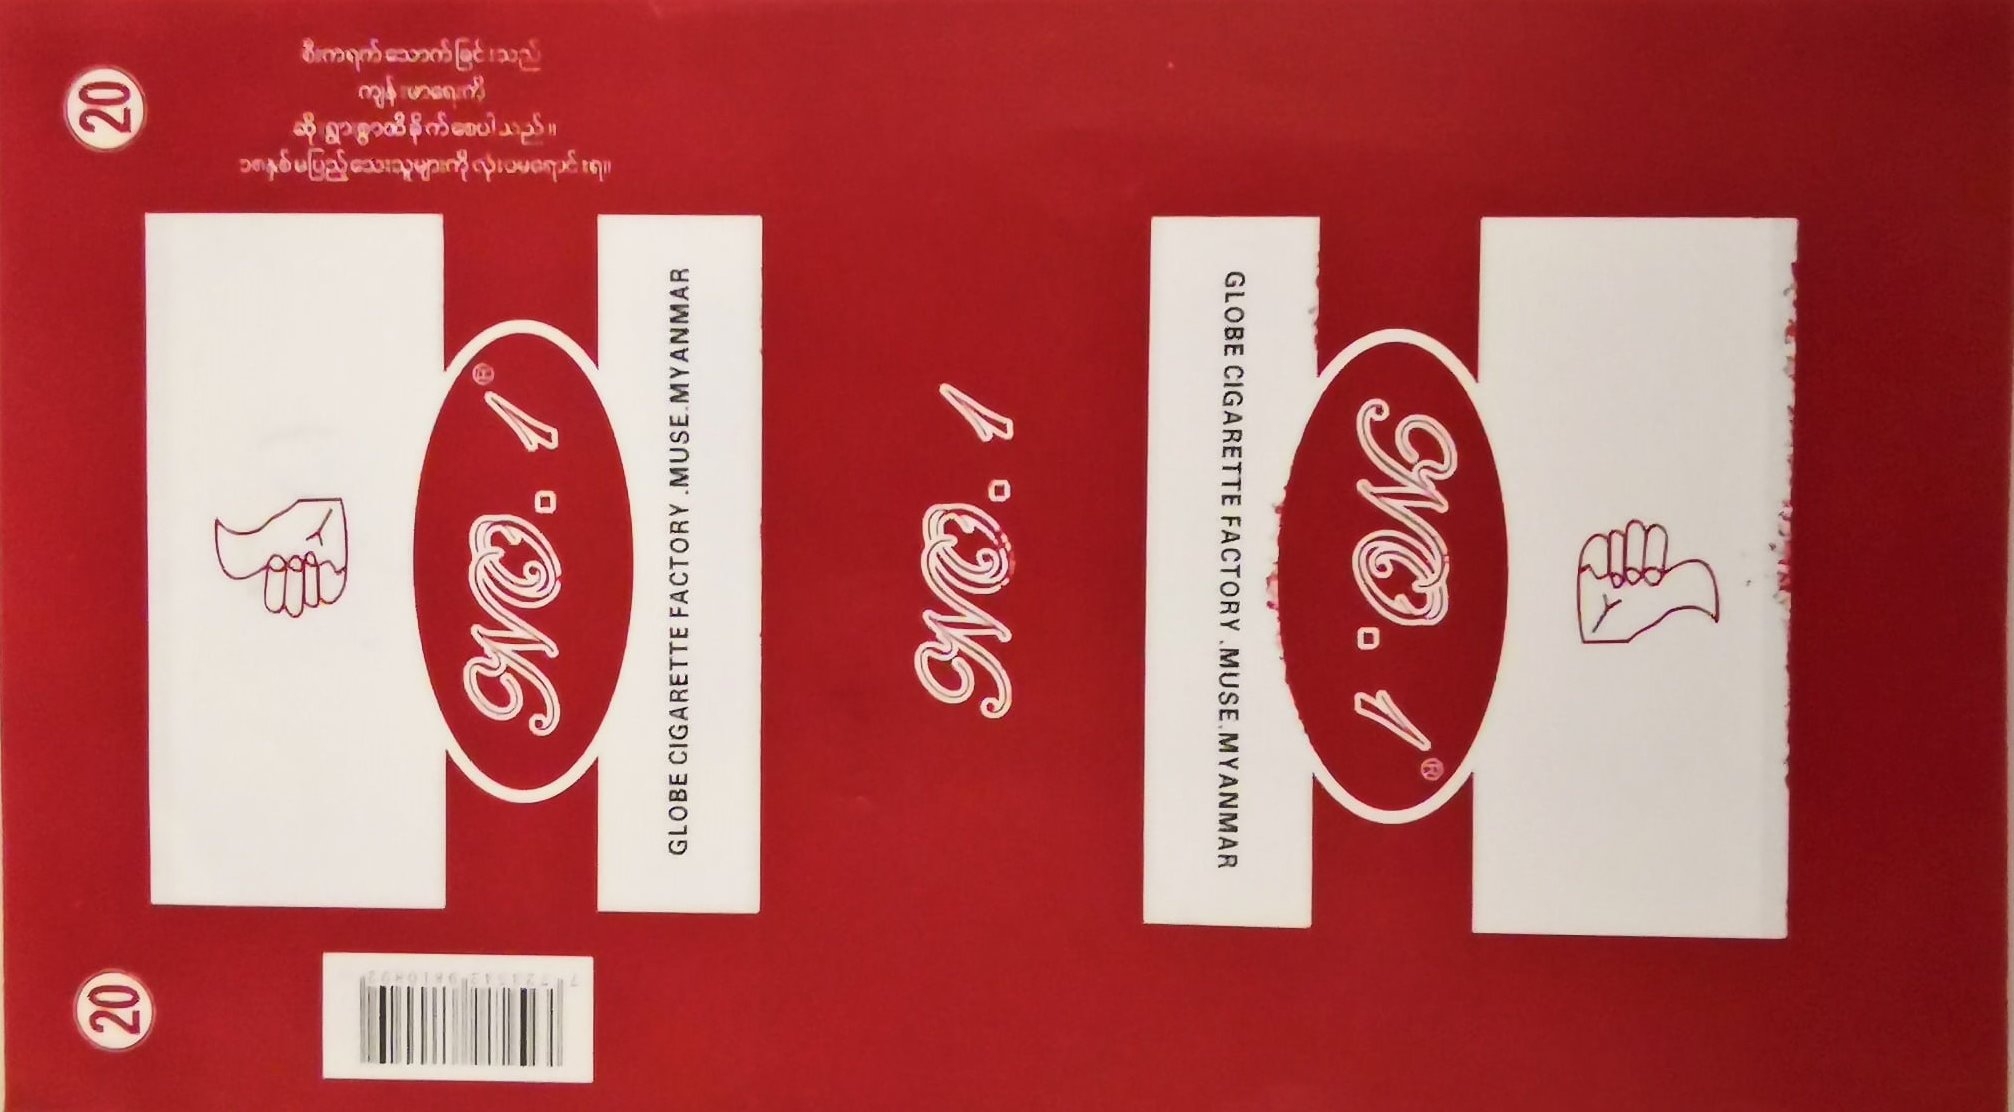 20
စီးကရက်သောက်ခြင်းသည်
ကျန်းမာရေးကို
ဆိုးရွားစွာထိခိုက်စေပါသည်။
၁၈နှစ်မပြည့်သေးသူများကိုလုံးဝမရောင်းရ။
NO. 1®
GLOBE CIGARETTE FACTORY .MUSE.MYANMAR
NO. 1
GLOBE CIGARETTE FACTORY .MUSE.MYANMAR
NO. 1®
20